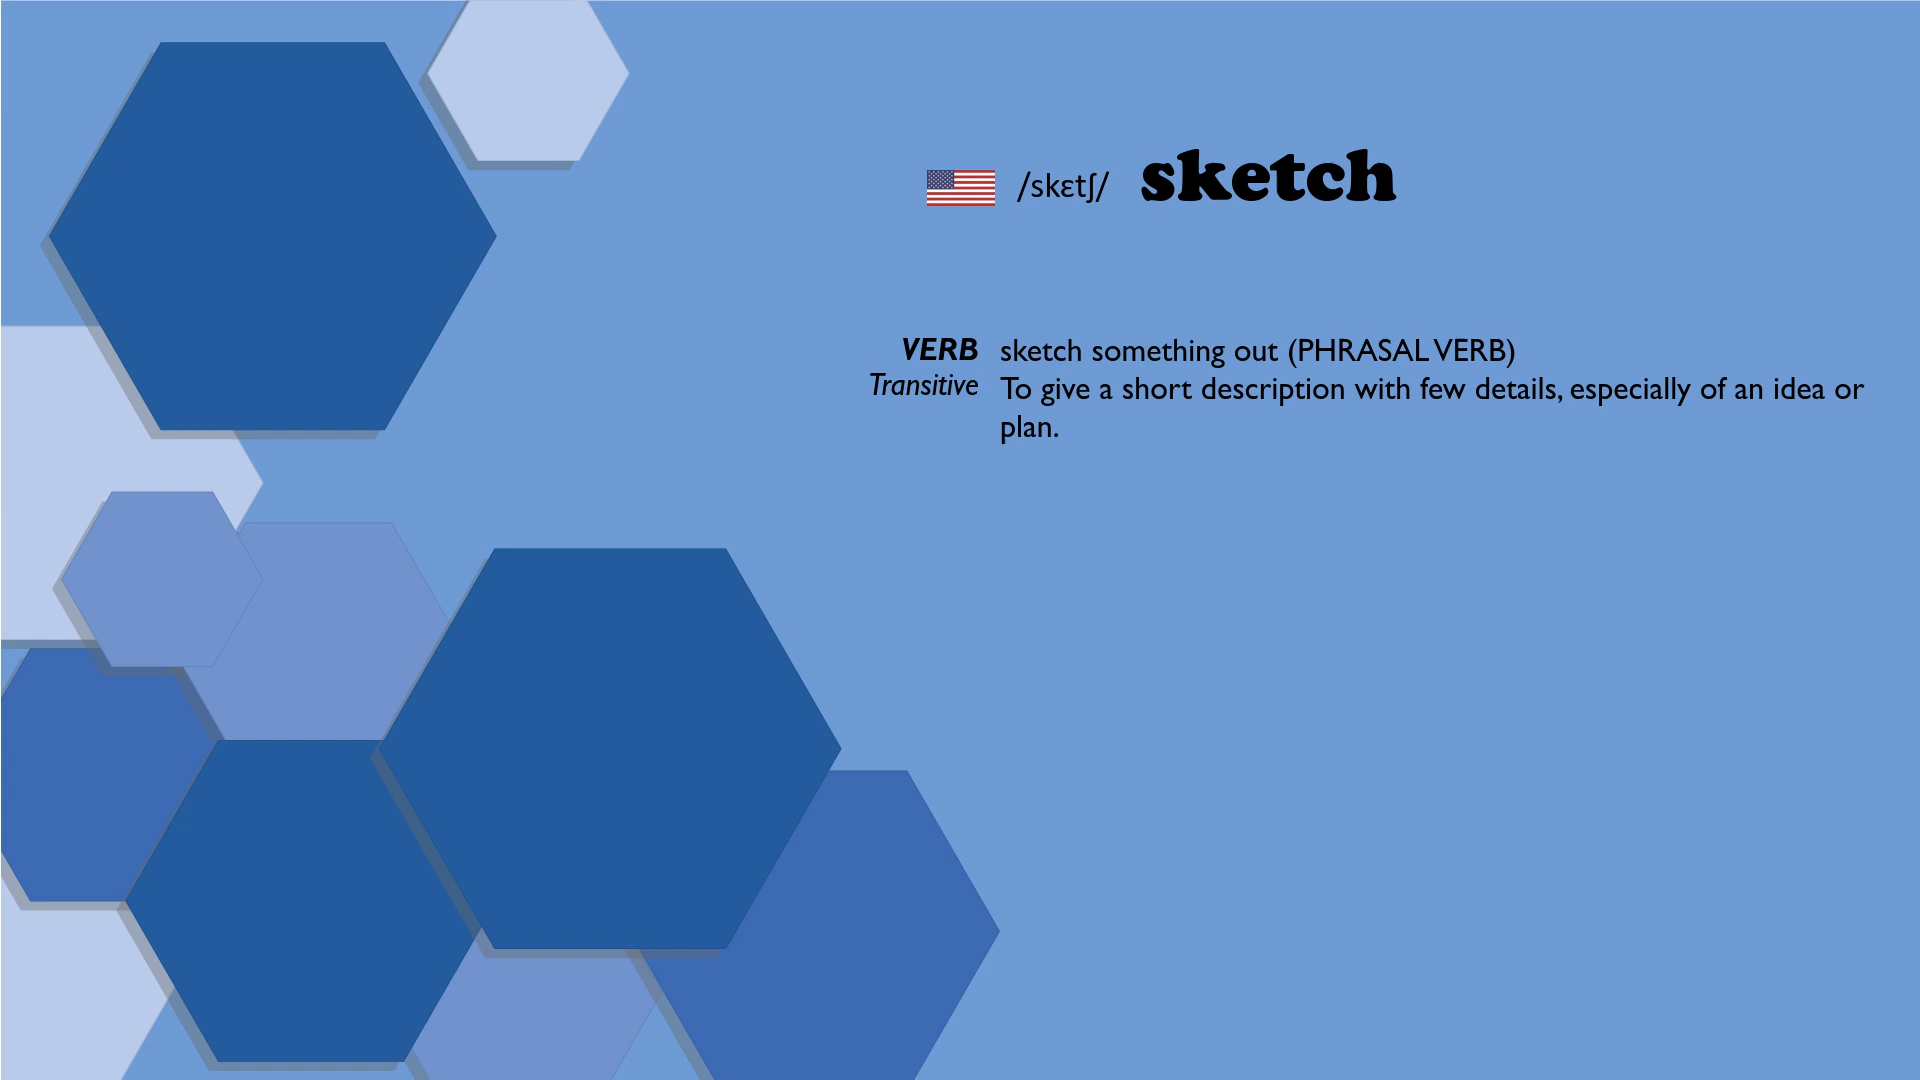 /skɛtʃ/ sketch
VERB sketch something out (PHRASAL VERB)
Transitive To give a short description with few details, especially of an idea or
plan.